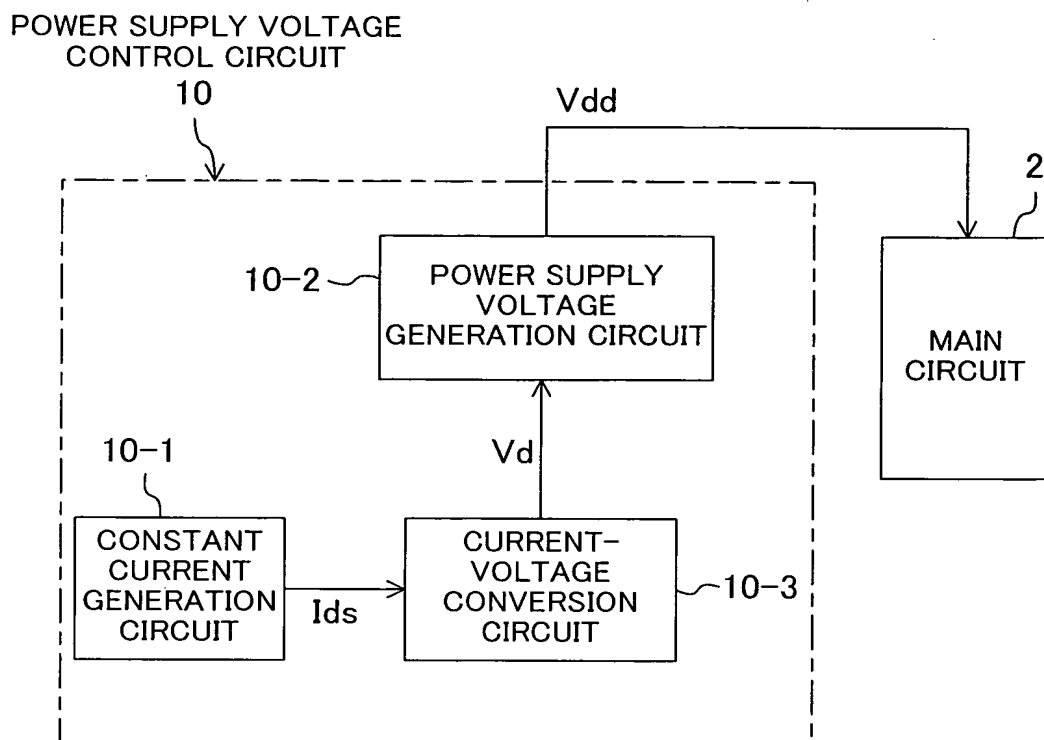 POWER SUPPLY VOLTAGE
CONTROL CIRCUIT
10
Vdd
2
10-2
POWER SUPPLY
VOLTAGE
GENERATION CIRCUIT
MAIN
CIRCUIT
Vd
10-1
CONSTANT
CURRENT
GENERATION
CIRCUIT
Ids
CURRENT-
VOLTAGE
CONVERSION
CIRCUIT
10-3